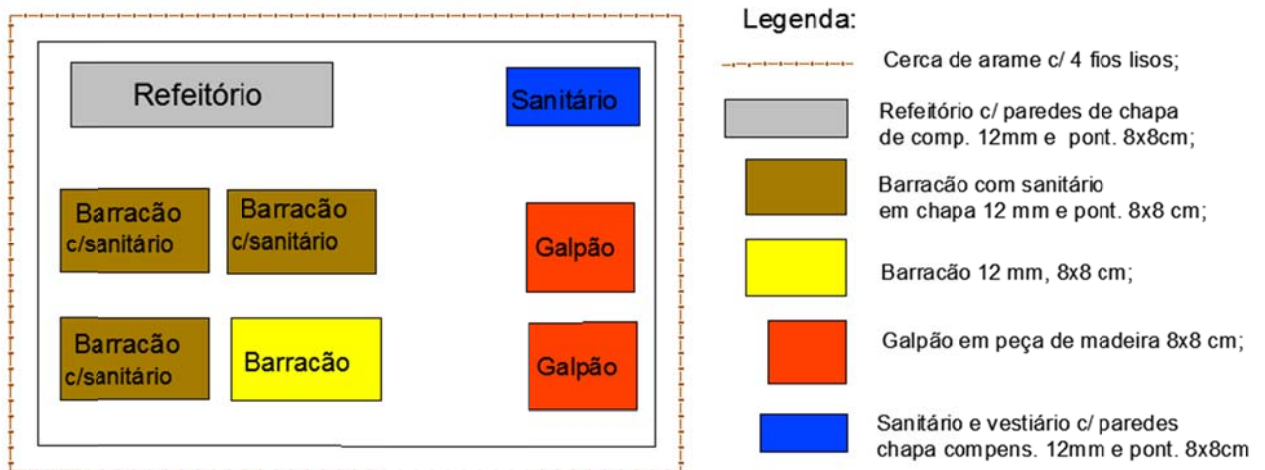 Refeitório
Sanitário
Barracão
c/sanitário
Barracão
c/sanitário
Galpão
Barracão
c/sanitário
Barracão
Galpão
Legenda:
Cerca de arame c/ 4 fios lisos;
Refeitório c/ paredes de chapa
de comp. 12mm e pont. 8x8cm;
Barracão com sanitário
em chapa 12 mm e pont. 8x8 cm;
Barracão 12 mm, 8x8 cm;
Galpão em peça de madeira 8x8 cm;
Sanitário e vestiário c/ paredes
chapa compens. 12mm e pont. 8x8cm